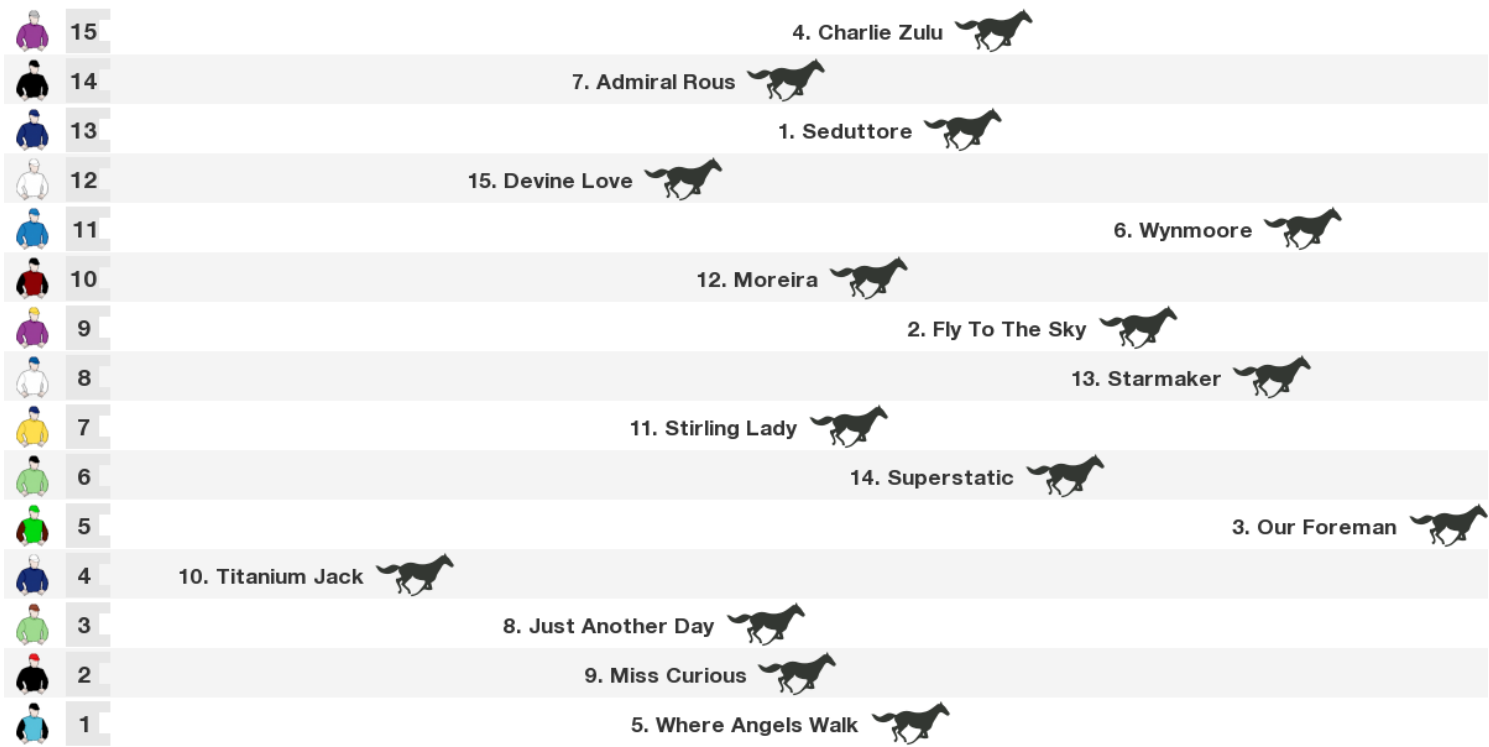 15 4. Charlie Zulu
14 7. Admiral Rous
13 1. Seduttore
12 15. Devine Love
11 6. Wynmoore
10 12. Moreira
9 2. Fly To The Sky
8 13. Starmaker
7 11. Stirling Lady
6 14. Superstatic
5 3. Our Foreman
4 10. Titanium Jack
3 8. Just Another Day
2 9. Miss Curious
1 5. Where Angels Walk